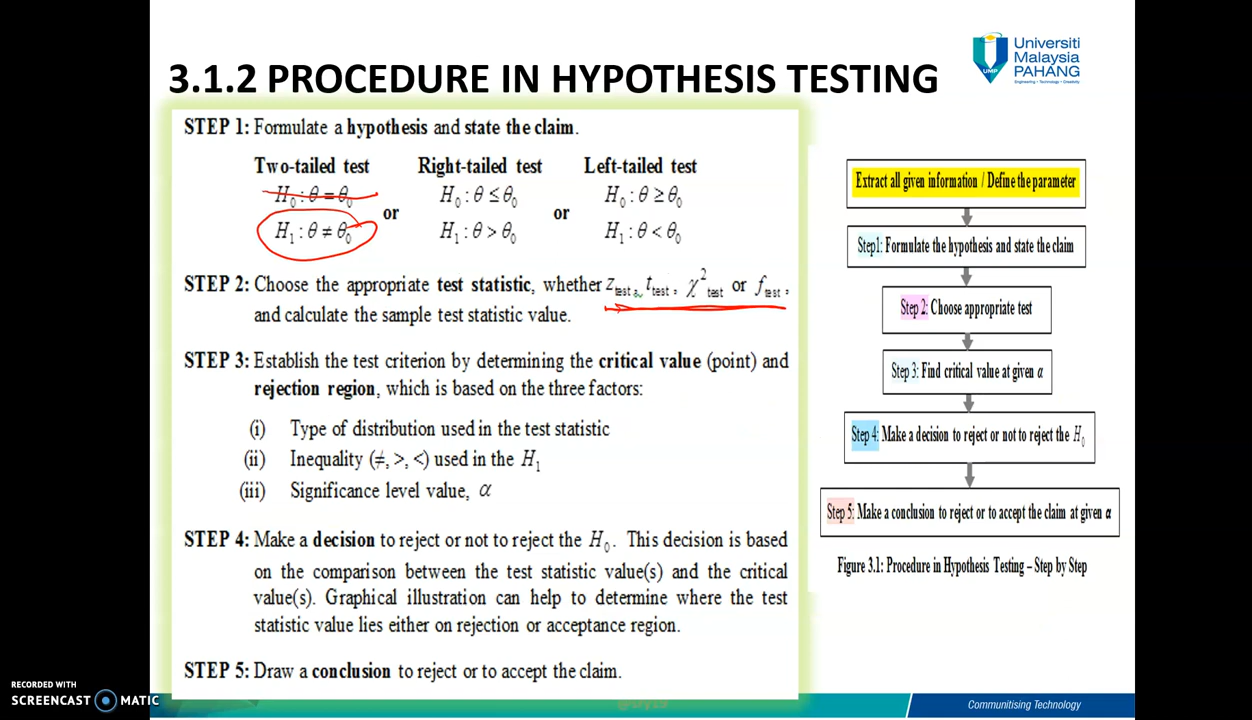 3.1.2 PROCEDURE IN HYPOTHESIS TESTING
Universiti
Malaysia
PAHANG
Engineering • Technology • Creativity
UMP
STEP 1: Formulate a hypothesis and state the claim.
Two-tailed test Right-tailed test Left-tailed test
H₀ : θ = θ₀ H₀ : θ ≤ θ₀ H₀ : θ ≥ θ₀
or or
H₁ : θ ≠ θ₀ H₁ : θ > θ₀ H₁ : θ < θ₀
STEP 2: Choose the appropriate test statistic, whether z_test, t_test, χ²_test or f_test,
and calculate the sample test statistic value.
STEP 3: Establish the test criterion by determining the critical value (point) and
rejection region, which is based on the three factors:
(i) Type of distribution used in the test statistic
(ii) Inequality (≠, >, <) used in the H₁
(iii) Significance level value, α
STEP 4: Make a decision to reject or not to reject the H₀. This decision is based
on the comparison between the test statistic value(s) and the critical
value(s). Graphical illustration can help to determine where the test
statistic value lies either on rejection or acceptance region.
STEP 5: Draw a conclusion to reject or to accept the claim.
Extract all given information / Define the parameter
Step1: Formulate the hypothesis and state the claim
Step 2: Choose appropriate test
Step 3: Find critical value at given α
Step 4: Make a decision to reject or not to reject the H₀
Step 5: Make a conclusion to reject or to accept the claim at given α
Figure 3.1: Procedure in Hypothesis Testing – Step by Step
RECORDED WITH
SCREENCAST MATIC
Communitising Technology